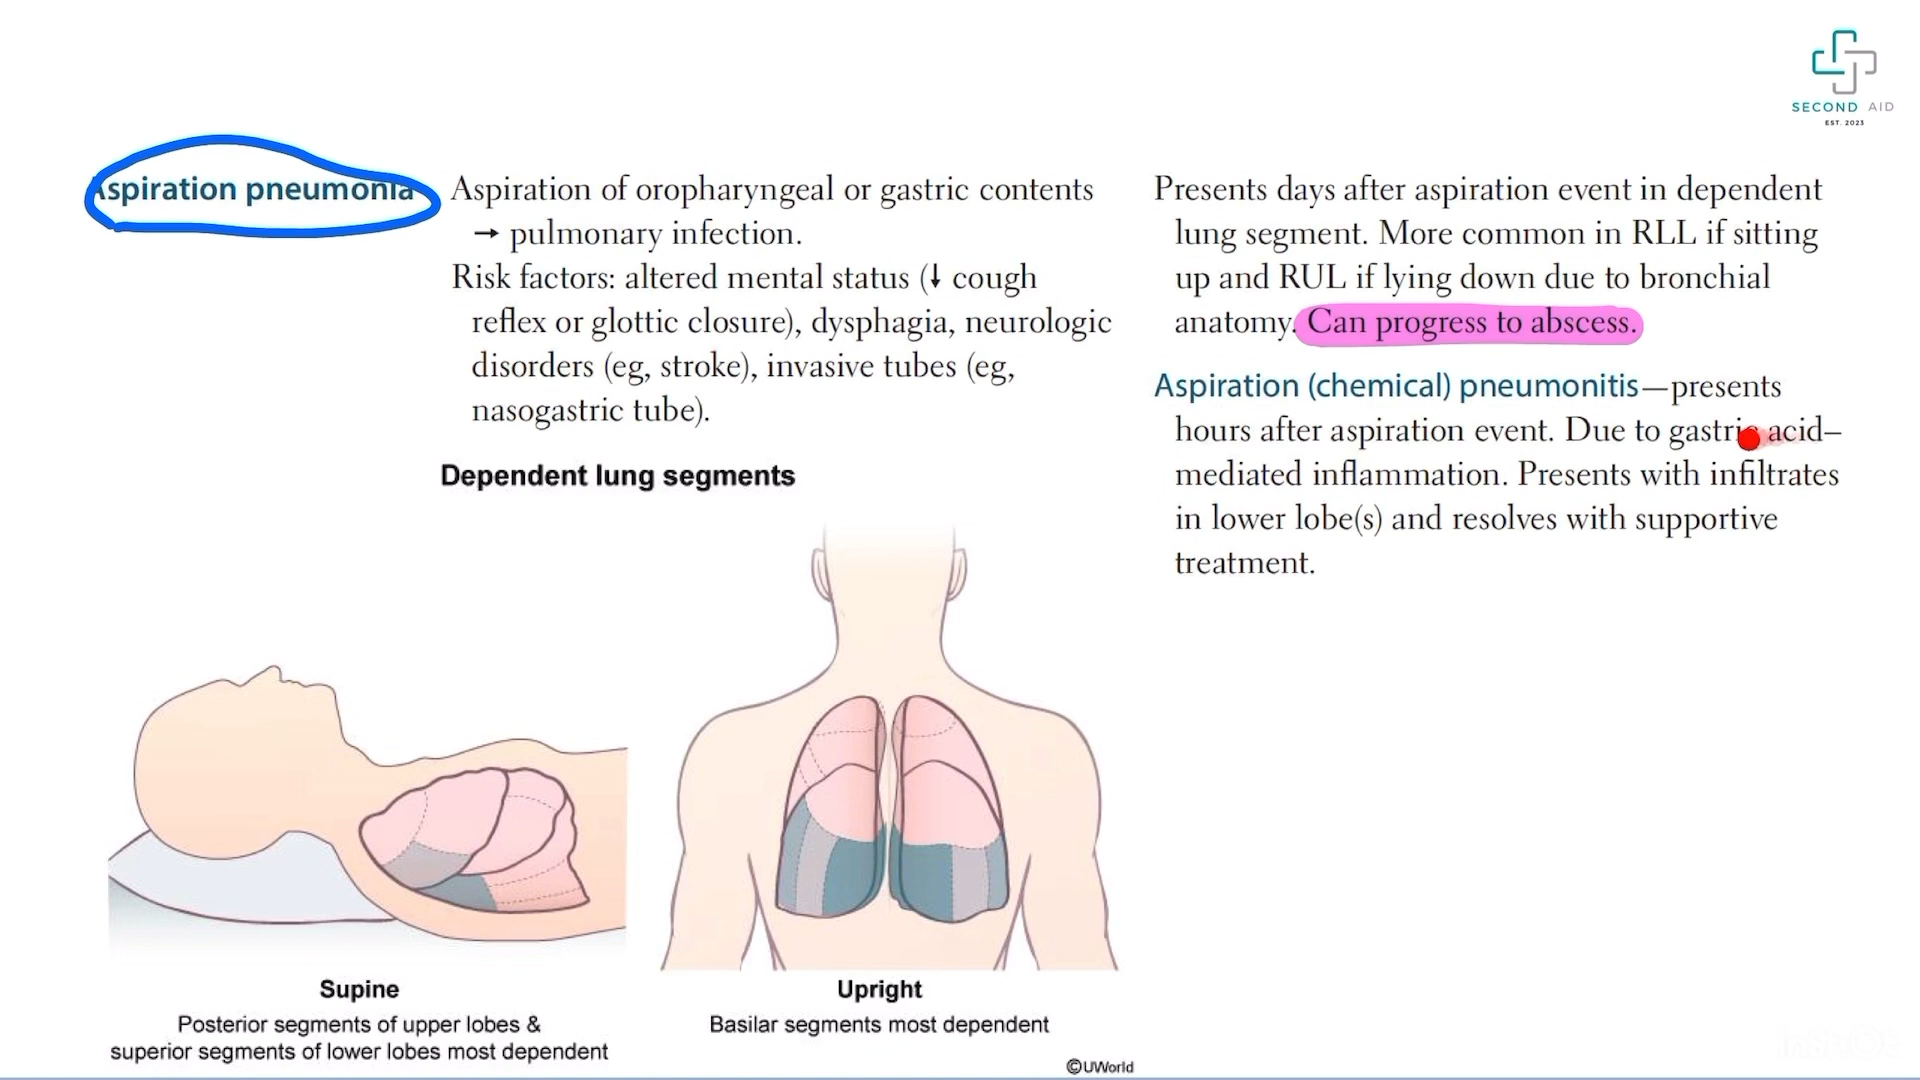 SECOND AID
EST. 2023
Aspiration pneumonia
Aspiration of oropharyngeal or gastric contents
→ pulmonary infection.
Risk factors: altered mental status (↓ cough
reflex or glottic closure), dysphagia, neurologic
disorders (eg, stroke), invasive tubes (eg,
nasogastric tube).
Presents days after aspiration event in dependent
lung segment. More common in RLL if sitting
up and RUL if lying down due to bronchial
anatomy. Can progress to abscess.
Aspiration (chemical) pneumonitis—presents
hours after aspiration event. Due to gastric acid–
mediated inflammation. Presents with infiltrates
in lower lobe(s) and resolves with supportive
treatment.
Dependent lung segments
Supine
Posterior segments of upper lobes &
superior segments of lower lobes most dependent
Upright
Basilar segments most dependent
©UWorld